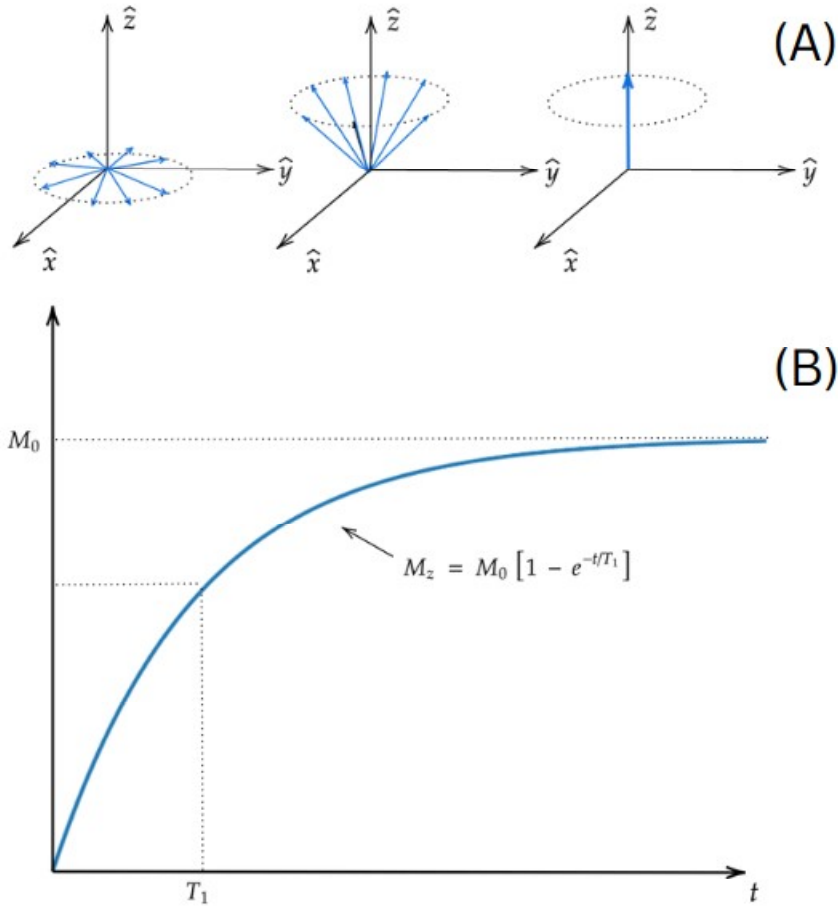 ẑ ẑ ẑ (A)
ŷ ŷ ŷ
x̂ x̂ x̂
(B)
M₀
M_z = M₀ [1 − e^{−t/T₁}]
T₁ t